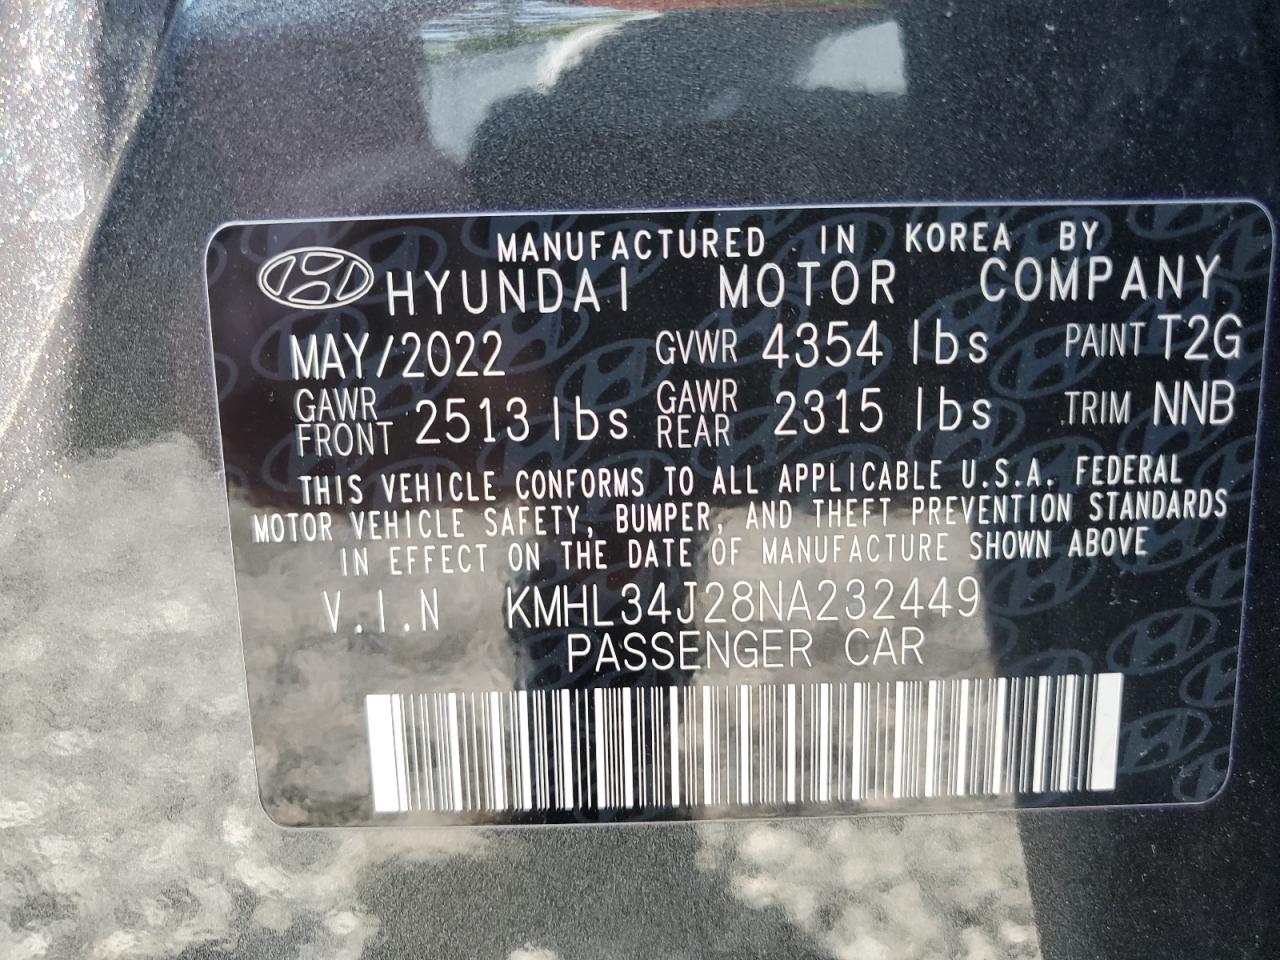 MANUFACTURED IN KOREA BY
HYUNDAI MOTOR COMPANY
MAY/2022 GVWR 4354 lbs PAINT T2G
GAWR FRONT 2513 lbs GAWR REAR 2315 lbs TRIM NNB
THIS VEHICLE CONFORMS TO ALL APPLICABLE U.S.A. FEDERAL
MOTOR VEHICLE SAFETY, BUMPER, AND THEFT PREVENTION STANDARDS
IN EFFECT ON THE DATE OF MANUFACTURE SHOWN ABOVE
V.I.N KMHL34J28NA232449
PASSENGER CAR